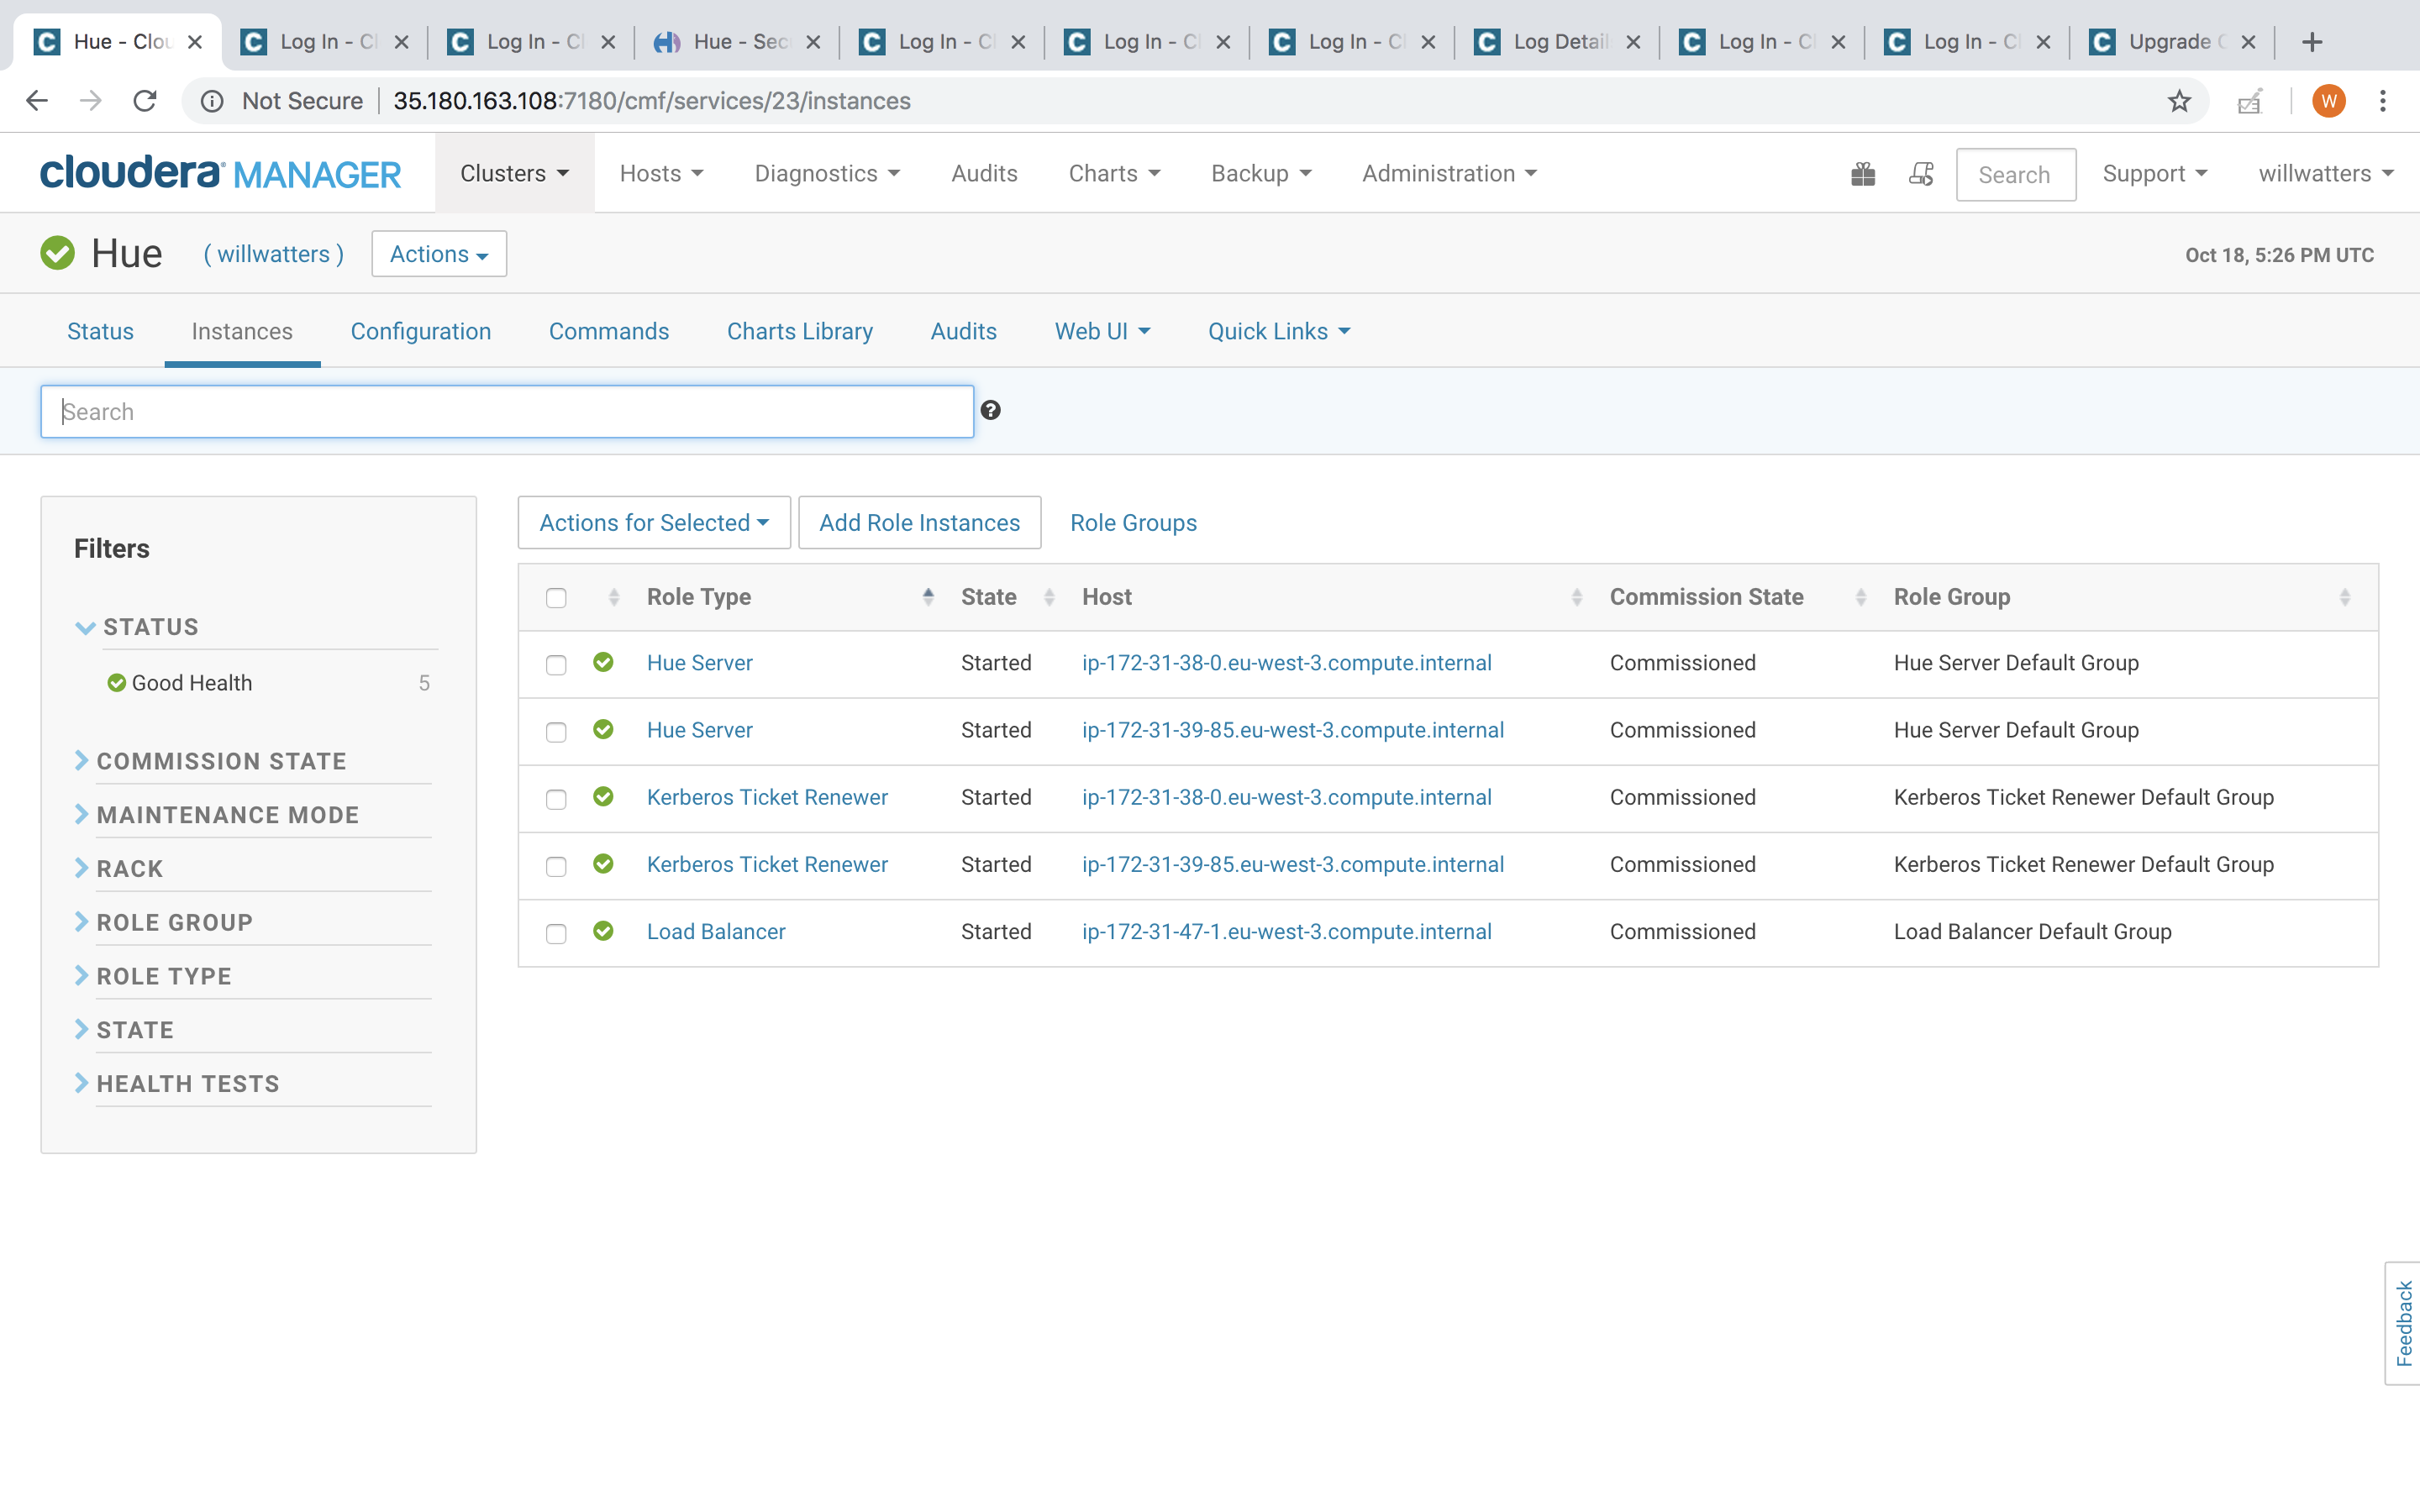 Hue - Clou Log In - Cl Log In - Cl Hue - Sec Log In - Cl Log In - Cl Log In - Cl Log Detail Log In - Cl Log In - Cl Upgrade C
Not Secure 35.180.163.108:7180/cmf/services/23/instances W
cloudera MANAGER Clusters Hosts Diagnostics Audits Charts Backup Administration Search Support willwatters
Hue ( willwatters ) Actions Oct 18, 5:26 PM UTC
Status Instances Configuration Commands Charts Library Audits Web UI Quick Links
Search
Filters
STATUS
Good Health 5
COMMISSION STATE
MAINTENANCE MODE
RACK
ROLE GROUP
ROLE TYPE
STATE
HEALTH TESTS
Actions for Selected Add Role Instances Role Groups
Role Type State Host Commission State Role Group
Hue Server Started ip-172-31-38-0.eu-west-3.compute.internal Commissioned Hue Server Default Group
Hue Server Started ip-172-31-39-85.eu-west-3.compute.internal Commissioned Hue Server Default Group
Kerberos Ticket Renewer Started ip-172-31-38-0.eu-west-3.compute.internal Commissioned Kerberos Ticket Renewer Default Group
Kerberos Ticket Renewer Started ip-172-31-39-85.eu-west-3.compute.internal Commissioned Kerberos Ticket Renewer Default Group
Load Balancer Started ip-172-31-47-1.eu-west-3.compute.internal Commissioned Load Balancer Default Group
Feedback